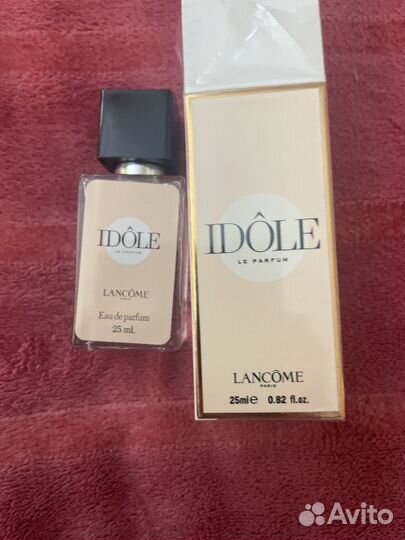 IDÔLE
LE PARFUM
LANCÔME
PARIS
Eau de parfum
25 ml.
IDÔLE
LE PARFUM
LANCÔME
PARIS
25ml e 0.82 fl.oz.
Avito